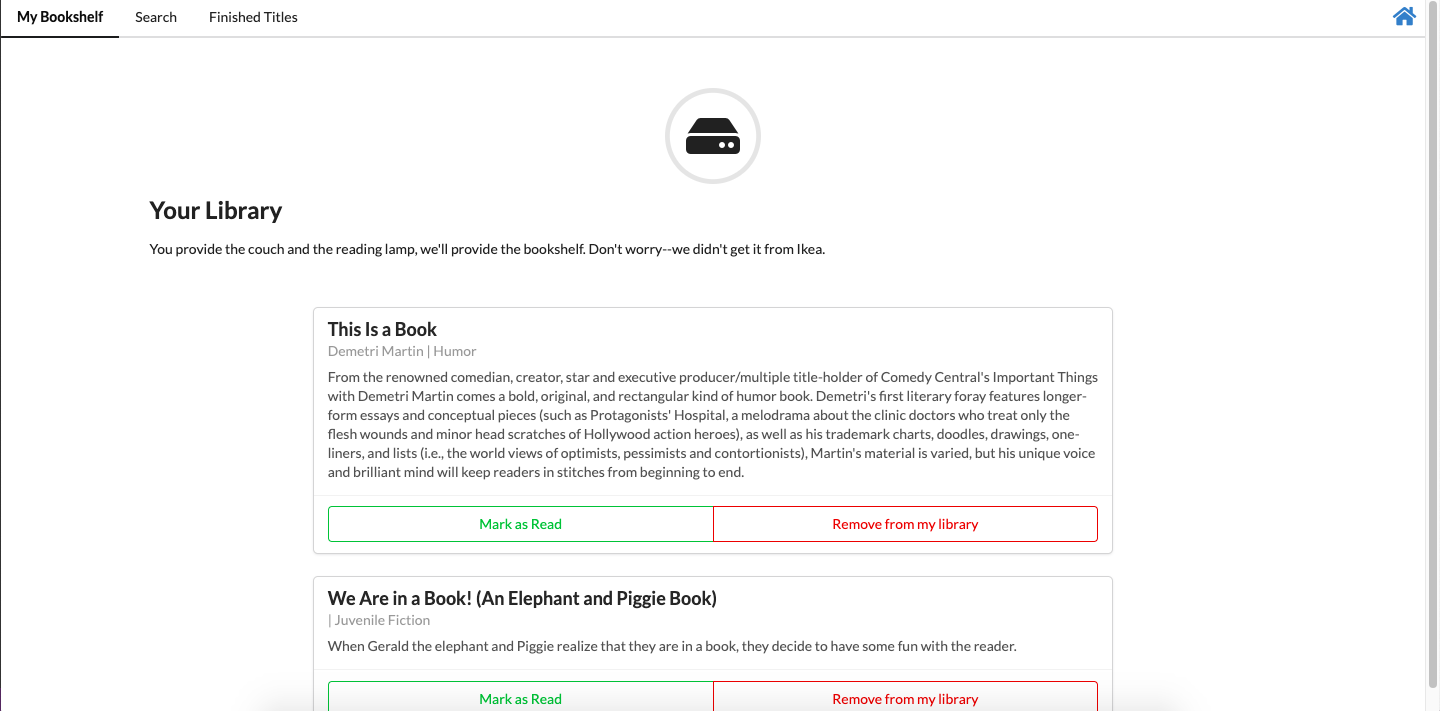 My Bookshelf Search Finished Titles
Your Library
You provide the couch and the reading lamp, we'll provide the bookshelf. Don't worry--we didn't get it from Ikea.
This Is a Book
Demetri Martin | Humor
From the renowned comedian, creator, star and executive producer/multiple title-holder of Comedy Central's Important Things
with Demetri Martin comes a bold, original, and rectangular kind of humor book. Demetri's first literary foray features longer-
form essays and conceptual pieces (such as Protagonists' Hospital, a melodrama about the clinic doctors who treat only the
flesh wounds and minor head scratches of Hollywood action heroes), as well as his trademark charts, doodles, drawings, one-
liners, and lists (i.e., the world views of optimists, pessimists and contortionists), Martin's material is varied, but his unique voice
and brilliant mind will keep readers in stitches from beginning to end.
Mark as Read Remove from my library
We Are in a Book! (An Elephant and Piggie Book)
| Juvenile Fiction
When Gerald the elephant and Piggie realize that they are in a book, they decide to have some fun with the reader.
Mark as Read Remove from my library